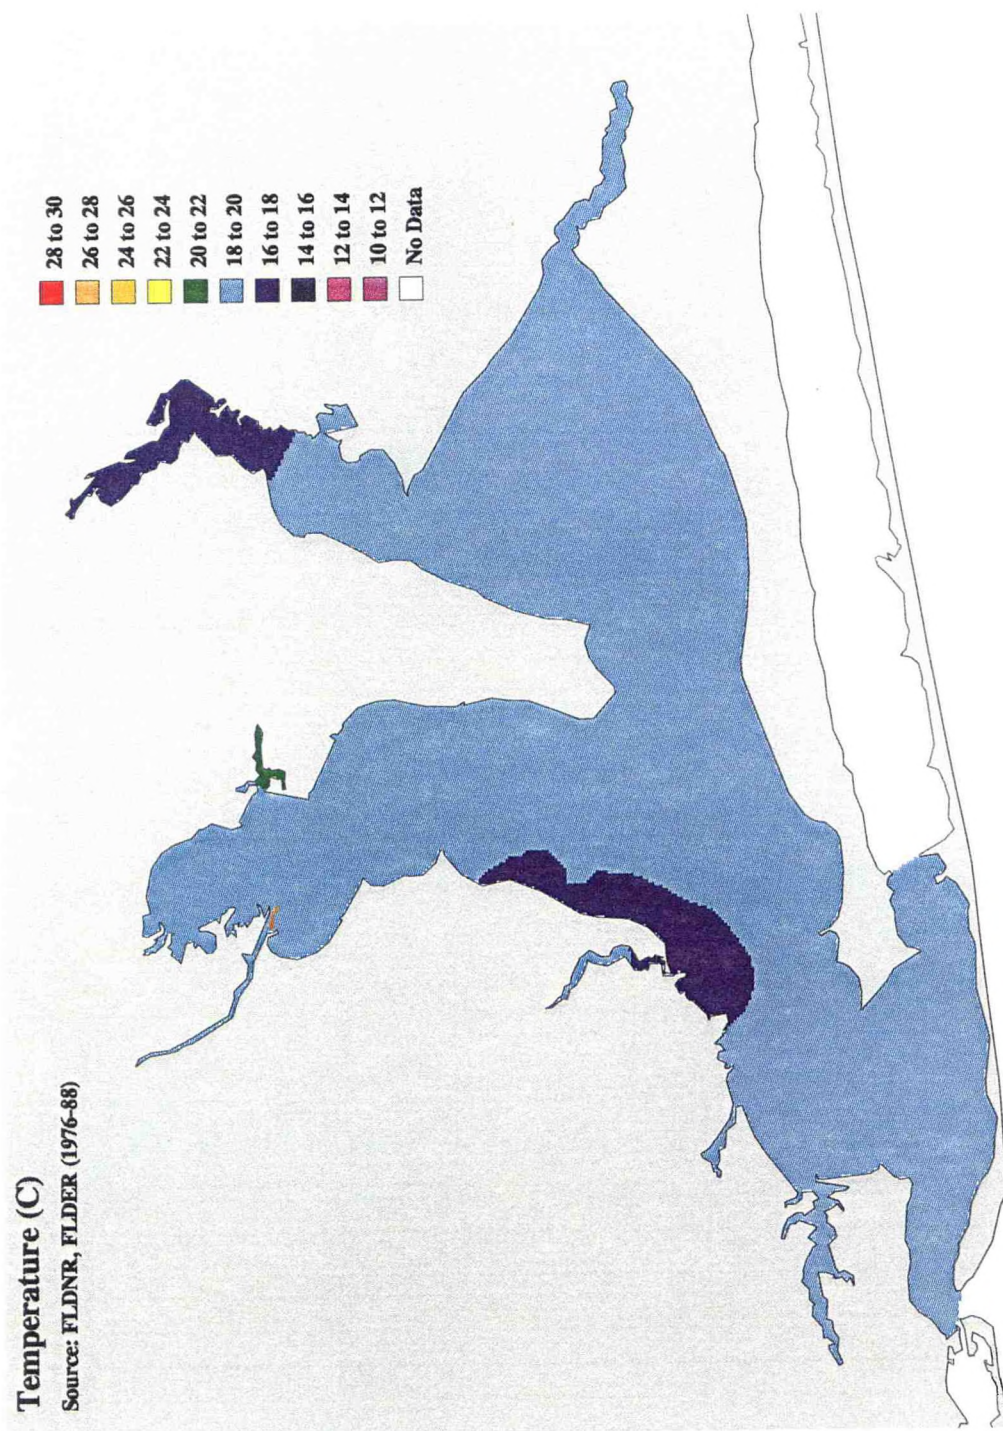 Temperature (C)
Source: FLDNR, FLDER (1976-88)
28 to 30
26 to 28
24 to 26
22 to 24
20 to 22
18 to 20
16 to 18
14 to 16
12 to 14
10 to 12
No Data